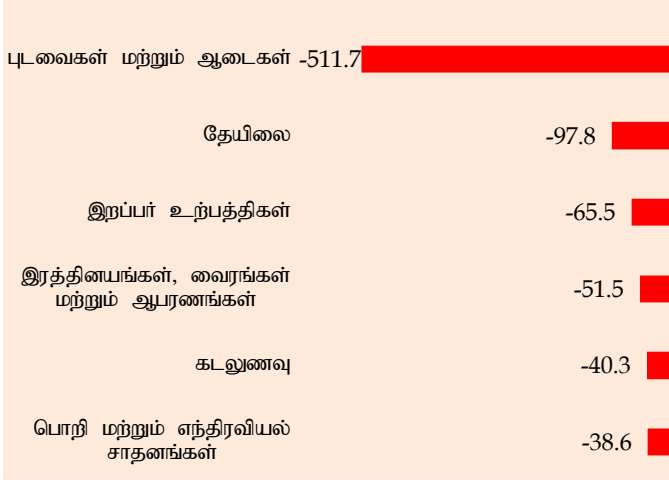 புடவைகள் மற்றும் ஆடைகள் -511.7
தேயிலை -97.8
இறப்பர் உற்பத்திகள் -65.5
இரத்தினயங்கள், வைரங்கள்
மற்றும் ஆபரணங்கள் -51.5
கடலுணவு -40.3
பொறி மற்றும் எந்திரவியல்
சாதனங்கள் -38.6